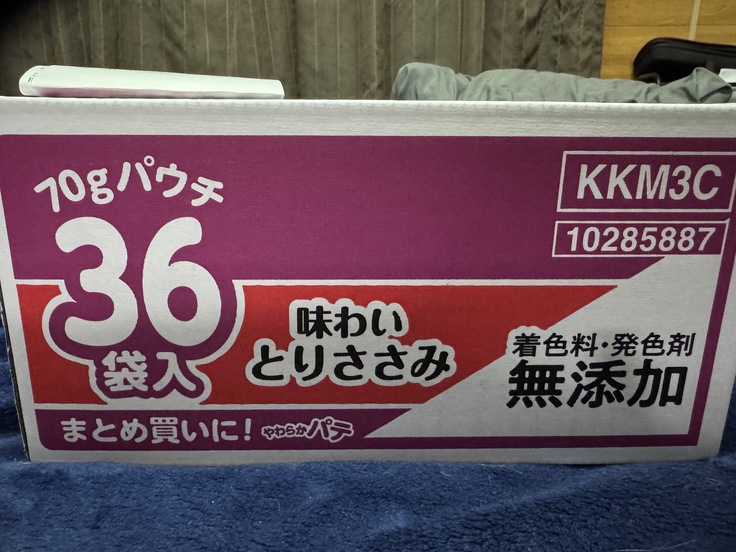 70gパウチ
36
袋入
まとめ買いに！
やわらかパテ
味わい
とりささみ
KKM3C
10285887
着色料・発色剤
無添加